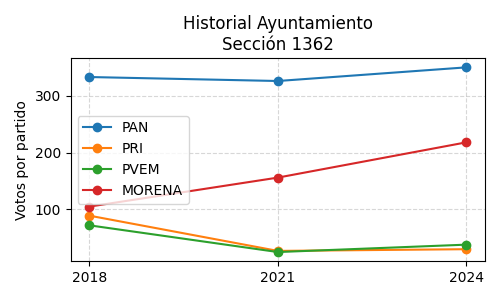 Historial Ayuntamiento
Sección 1362
Votos por partido
300
200
100
PAN
PRI
PVEM
MORENA
2018
2021
2024